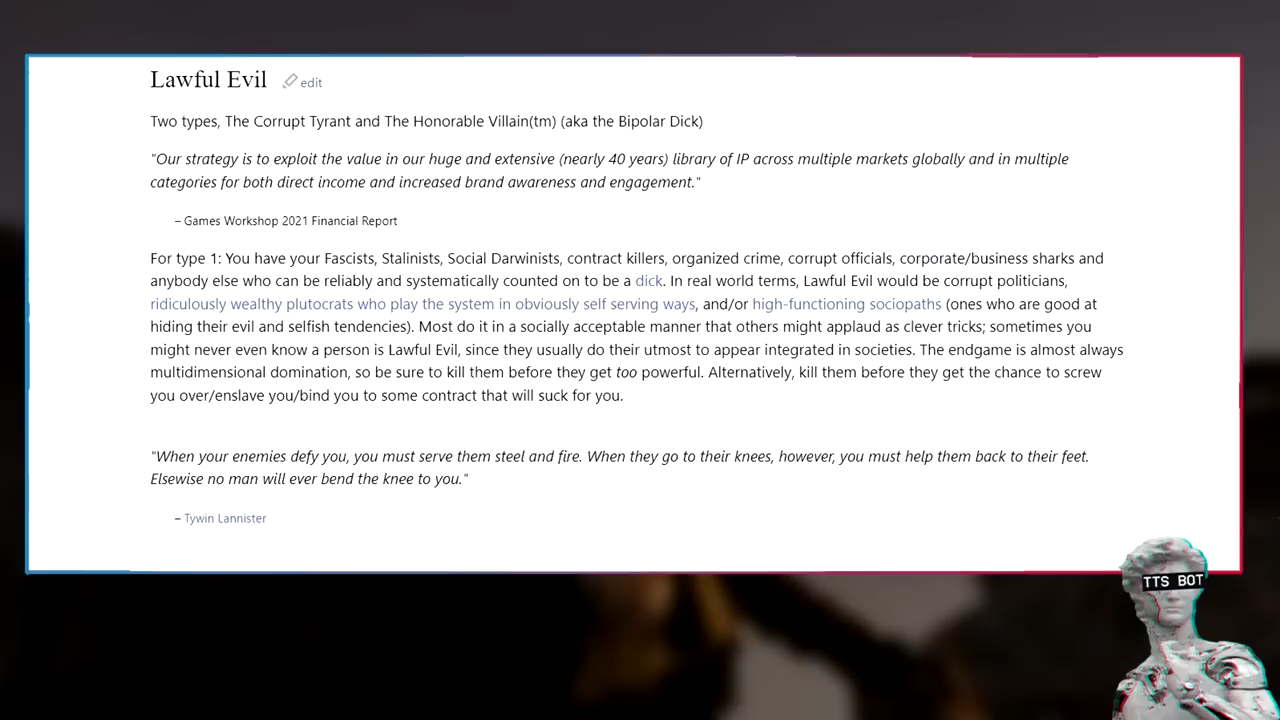 Lawful Evil edit
Two types, The Corrupt Tyrant and The Honorable Villain(tm) (aka the Bipolar Dick)
"Our strategy is to exploit the value in our huge and extensive (nearly 40 years) library of IP across multiple markets globally and in multiple
categories for both direct income and increased brand awareness and engagement."
– Games Workshop 2021 Financial Report
For type 1: You have your Fascists, Stalinists, Social Darwinists, contract killers, organized crime, corrupt officials, corporate/business sharks and
anybody else who can be reliably and systematically counted on to be a dick. In real world terms, Lawful Evil would be corrupt politicians,
ridiculously wealthy plutocrats who play the system in obviously self serving ways, and/or high-functioning sociopaths (ones who are good at
hiding their evil and selfish tendencies). Most do it in a socially acceptable manner that others might applaud as clever tricks; sometimes you
might never even know a person is Lawful Evil, since they usually do their utmost to appear integrated in societies. The endgame is almost always
multidimensional domination, so be sure to kill them before they get too powerful. Alternatively, kill them before they get the chance to screw
you over/enslave you/bind you to some contract that will suck for you.
"When your enemies defy you, you must serve them steel and fire. When they go to their knees, however, you must help them back to their feet.
Elsewise no man will ever bend the knee to you."
– Tywin Lannister
TTS BOT